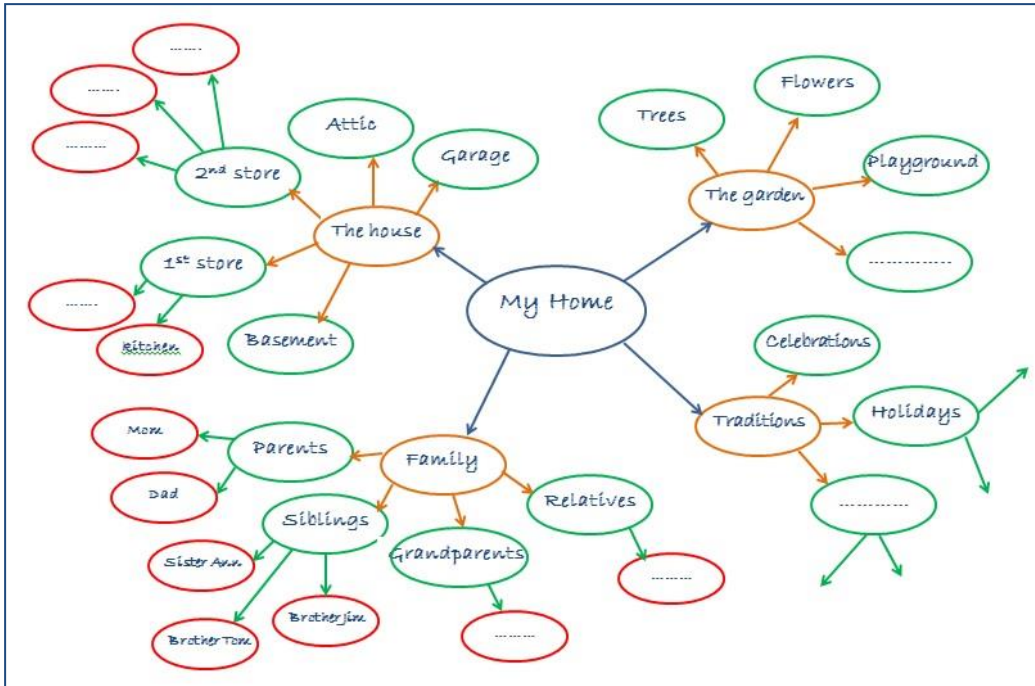 My Home
The house
2nd store
.......
.......
.........
Attic
Garage
1st store
.......
kitchen
Basement
The garden
Trees
Flowers
Playground
..............
Traditions
Celebrations
Holidays
............
Family
Parents
Mom
Dad
Siblings
Sister Ann
Brother Tom
Brother Jim
Grandparents
.........
Relatives
.........